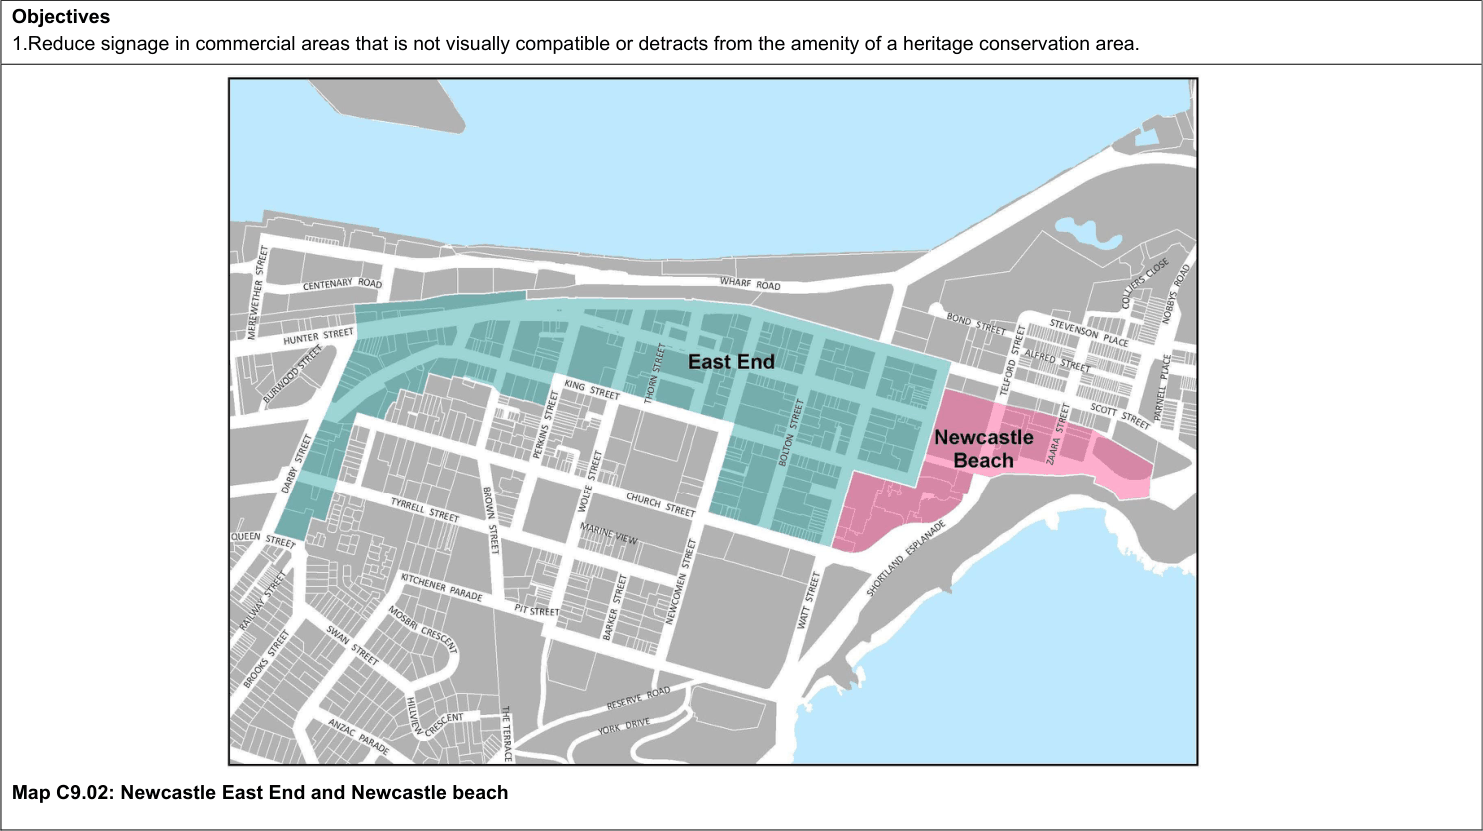 Objectives
1.Reduce signage in commercial areas that is not visually compatible or detracts from the amenity of a heritage conservation area.
MEREWETHER STREET
CENTENARY ROAD
WHARF ROAD
HUNTER STREET
BURWOOD STREET
COLLIERS CLOSE
NOBBYS ROAD
BOND STREET
STEVENSON PLACE
TELFORD STREET
ALFRED STREET
PARNELL PLACE
THORN STREET
East End
KING STREET
SCOTT STREET
PERKINS STREET
BOLTON STREET
Newcastle
Beach
ZAARA STREET
DARBY STREET
WOLFE STREET
CHURCH STREET
TYRRELL STREET
BROWN STREET
MARINE VIEW
QUEEN STREET
SHORTLAND ESPLANADE
NEWCOMEN STREET
WATT STREET
RAILWAY STREET
KITCHENER PARADE
PIT STREET
BARKER STREET
MOSBRI CRESCENT
SWAN STREET
BROOKS STREET
RESERVE ROAD
HILLVIEW CRESCENT
YORK DRIVE
THE TERRACE
ANZAC PARADE
Map C9.02: Newcastle East End and Newcastle beach